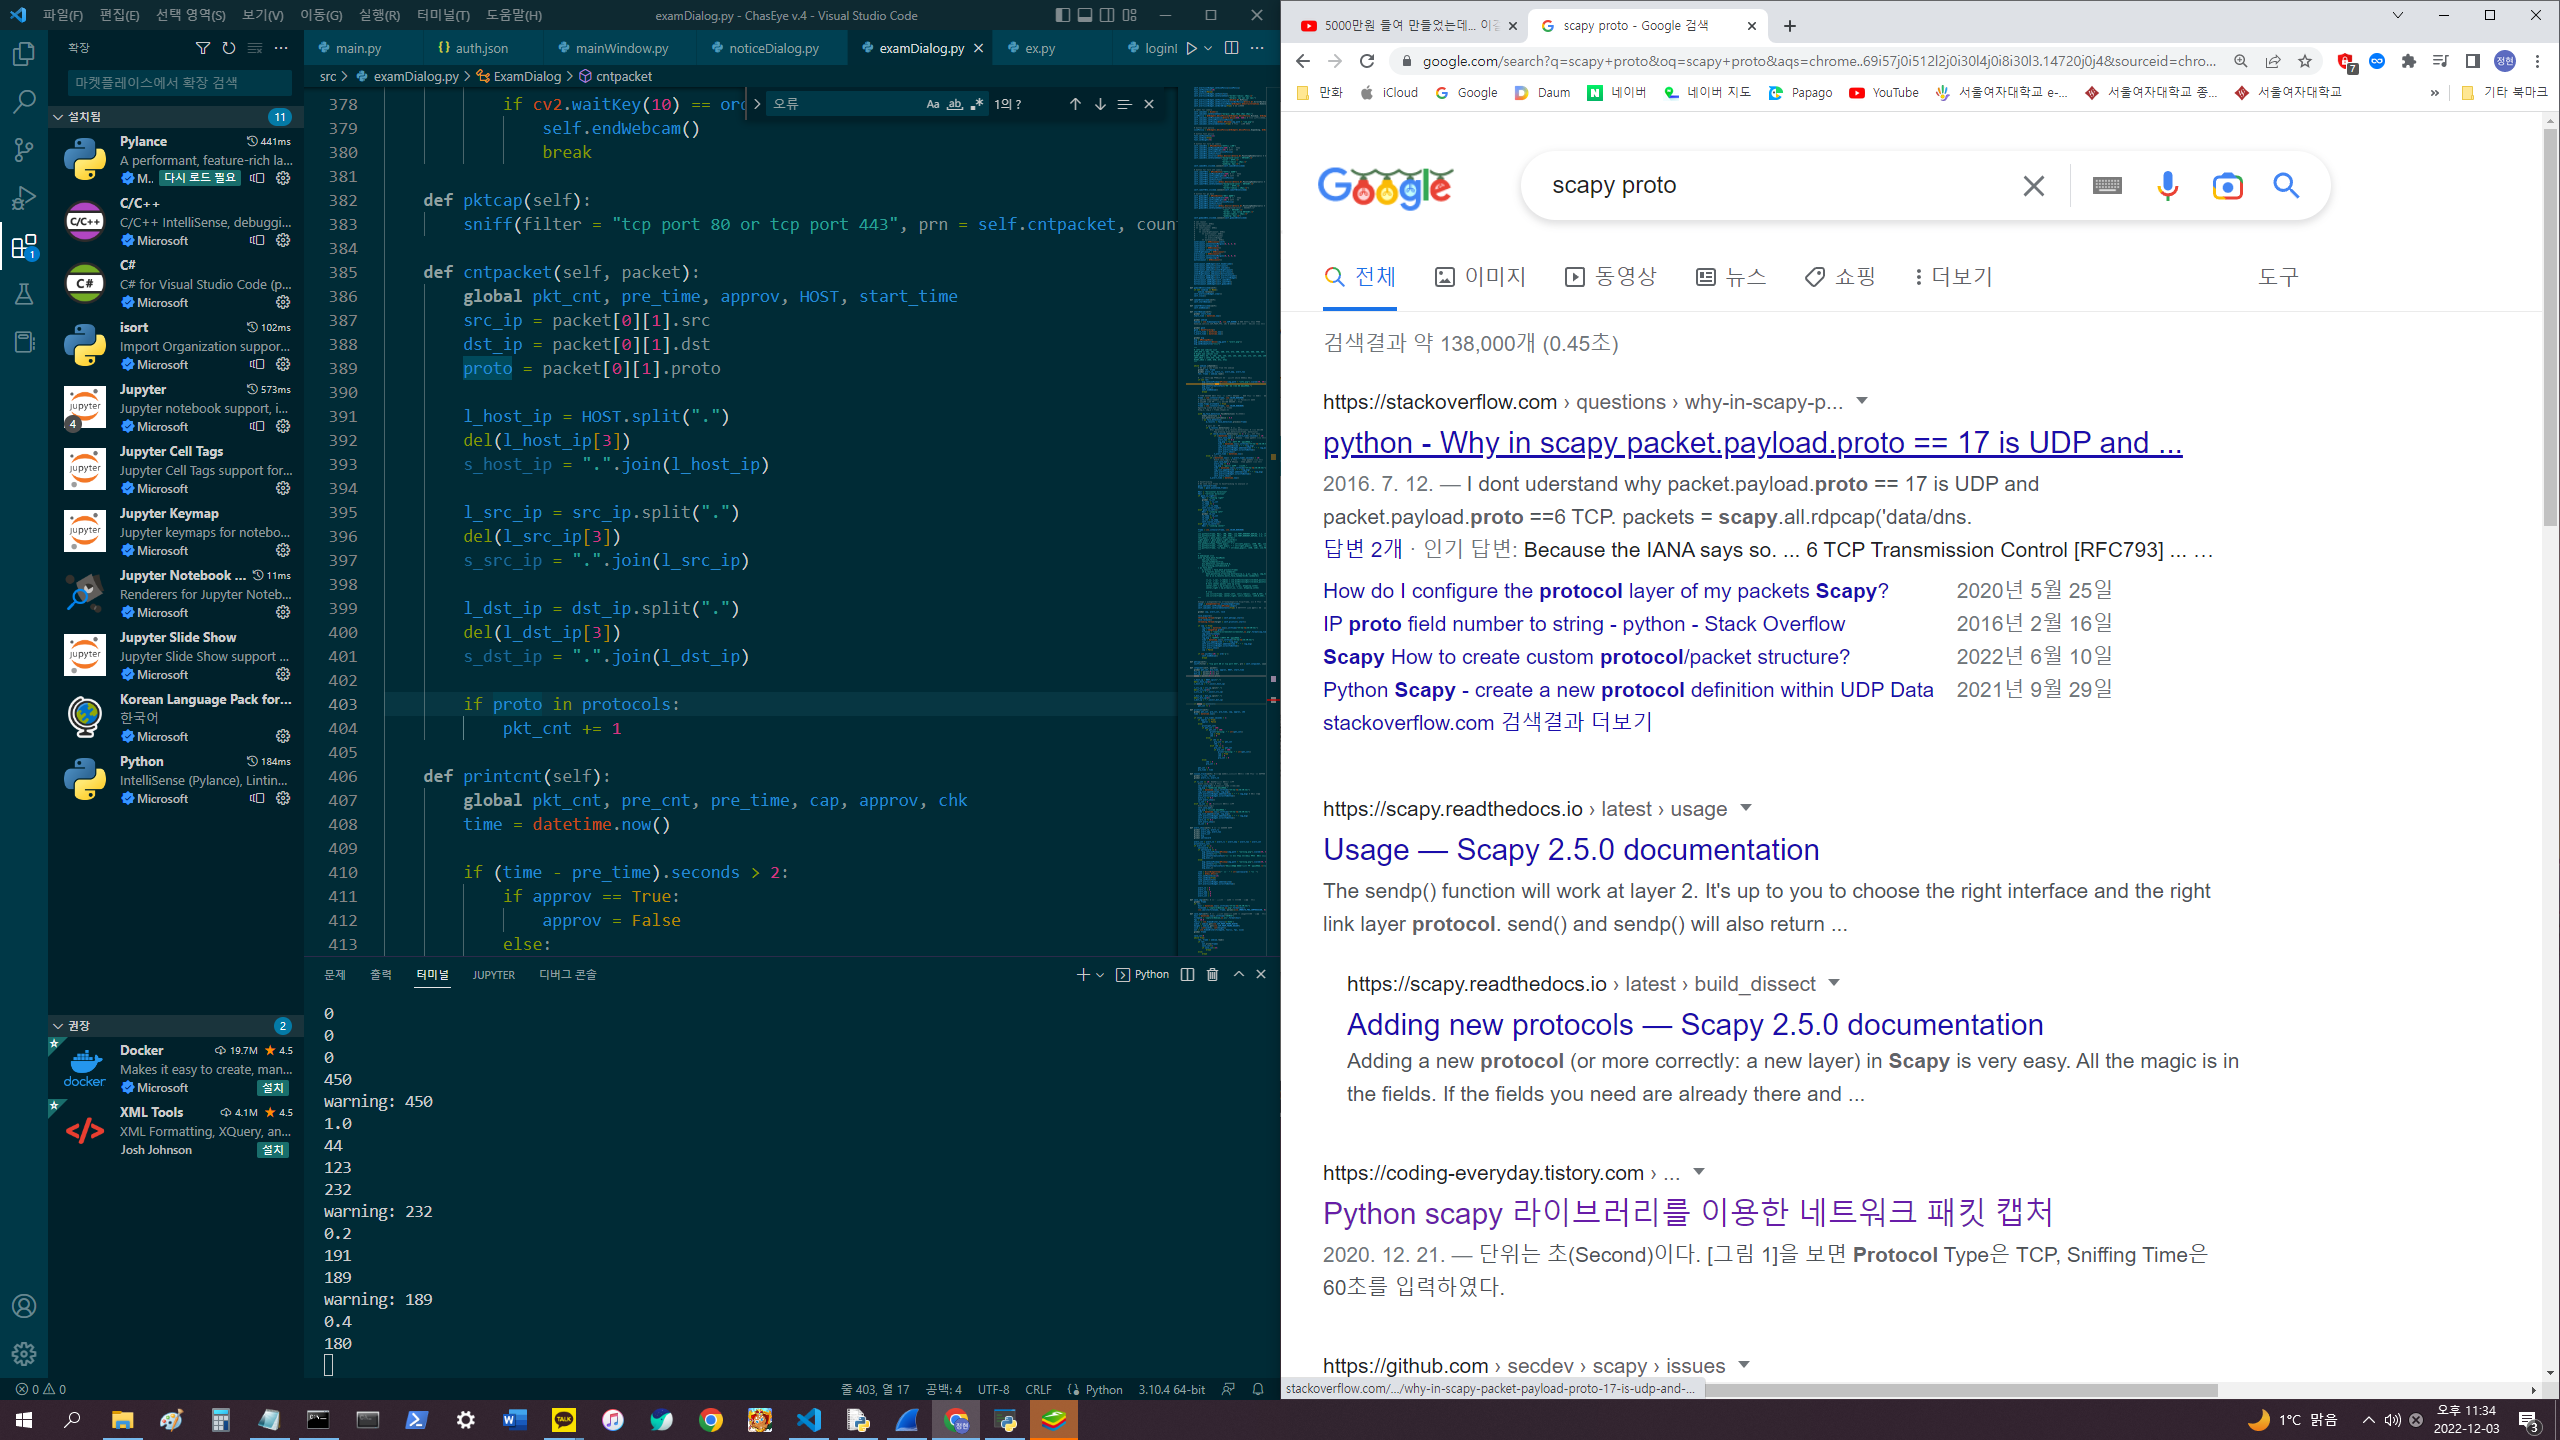 파일(F) 편집(E) 선택 영역(S) 보기(V) 이동(G) 실행(R) 터미널(T) 도움말(H)
examDialog.py - ChasEye v.4 - Visual Studio Code
확장
마켓플레이스에서 확장 검색
설치됨 11
Pylance 441ms
A performant, feature-rich la...
M.. 다시 로드 필요
C/C++
C/C++ IntelliSense, debuggi...
Microsoft
C#
C# for Visual Studio Code (p...
Microsoft
isort 102ms
Import Organization suppor...
Microsoft
Jupyter 573ms
Jupyter notebook support, i...
4 Microsoft
Jupyter Cell Tags
Jupyter Cell Tags support for...
Microsoft
Jupyter Keymap
Jupyter keymaps for notebo...
Microsoft
Jupyter Notebook ... 11ms
Renderers for Jupyter Noteb...
Microsoft
Jupyter Slide Show
Jupyter Slide Show support ...
Microsoft
Korean Language Pack for...
한국어
Microsoft
Python 184ms
IntelliSense (Pylance), Lintin...
Microsoft
권장 2
Docker 19.7M 4.5
Makes it easy to create, man...
Microsoft 설치
XML Tools 4.1M 4.5
XML Formatting, XQuery, an...
Josh Johnson 설치
main.py auth.json mainWindow.py noticeDialog.py examDialog.py ex.py
src > examDialog.py > ExamDialog > cntpacket
오류 Aa ab 1의 ?
378 if cv2.waitKey(10) == ord
379 self.endWebcam()
380 break
381
382 def pktcap(self):
383 sniff(filter = "tcp port 80 or tcp port 443", prn = self.cntpacket, coun
384
385 def cntpacket(self, packet):
386 global pkt_cnt, pre_time, approv, HOST, start_time
387 src_ip = packet[0][1].src
388 dst_ip = packet[0][1].dst
389 proto = packet[0][1].proto
390
391 l_host_ip = HOST.split(".")
392 del(l_host_ip[3])
393 s_host_ip = ".".join(l_host_ip)
394
395 l_src_ip = src_ip.split(".")
396 del(l_src_ip[3])
397 s_src_ip = ".".join(l_src_ip)
398
399 l_dst_ip = dst_ip.split(".")
400 del(l_dst_ip[3])
401 s_dst_ip = ".".join(l_dst_ip)
402
403 if proto in protocols:
404 pkt_cnt += 1
405
406 def printcnt(self):
407 global pkt_cnt, pre_cnt, pre_time, cap, approv, chk
408 time = datetime.now()
409
410 if (time - pre_time).seconds > 2:
411 if approv == True:
412 approv = False
413 else:
문제 출력 터미널 JUPYTER 디버그 콘솔
Python
0
0
0
450
warning: 450
1.0
44
123
232
warning: 232
0.2
191
189
warning: 189
0.4
180
0 0
줄 403, 열 17 공백: 4 UTF-8 CRLF Python 3.10.4 64-bit
5000만원 들여 만들었는데...
scapy proto - Google 검색
google.com/search?q=scapy+proto&oq=scapy+proto&aqs=chrome..69i57j0i512l2j0i30l4j0i8i30l3.14720j0j4&sourceid=chro...
7 정현
만화 iCloud Google Daum 네이버 네이버 지도 Papago YouTube 서울여자대학교 e-... 서울여자대학교 종... 서울여자대학교 » 기타 북마크
Google
scapy proto
전체 이미지 동영상 뉴스 쇼핑 더보기 도구
검색결과 약 138,000개 (0.45초)
https://stackoverflow.com › questions › why-in-scapy-p...
python - Why in scapy packet.payload.proto == 17 is UDP and ...
2016. 7. 12. — I dont uderstand why packet.payload.proto == 17 is UDP and
packet.payload.proto ==6 TCP. packets = scapy.all.rdpcap('data/dns.
답변 2개 · 인기 답변: Because the IANA says so. ... 6 TCP Transmission Control [RFC793] ... …
How do I configure the protocol layer of my packets Scapy? 2020년 5월 25일
IP proto field number to string - python - Stack Overflow 2016년 2월 16일
Scapy How to create custom protocol/packet structure? 2022년 6월 10일
Python Scapy - create a new protocol definition within UDP Data 2021년 9월 29일
stackoverflow.com 검색결과 더보기
https://scapy.readthedocs.io › latest › usage
Usage — Scapy 2.5.0 documentation
The sendp() function will work at layer 2. It's up to you to choose the right interface and the right
link layer protocol. send() and sendp() will also return ...
https://scapy.readthedocs.io › latest › build_dissect
Adding new protocols — Scapy 2.5.0 documentation
Adding a new protocol (or more correctly: a new layer) in Scapy is very easy. All the magic is in
the fields. If the fields you need are already there and ...
https://coding-everyday.tistory.com › ...
Python scapy 라이브러리를 이용한 네트워크 패킷 캡처
2020. 12. 21. — 단위는 초(Second)이다. [그림 1]을 보면 Protocol Type은 TCP, Sniffing Time은
60초를 입력하였다.
https://github.com › secdev › scapy › issues
stackoverflow.com/.../why-in-scapy-packet-payload-proto-17-is-udp-and-...
1°C 맑음
오후 11:34
2022-12-03
3